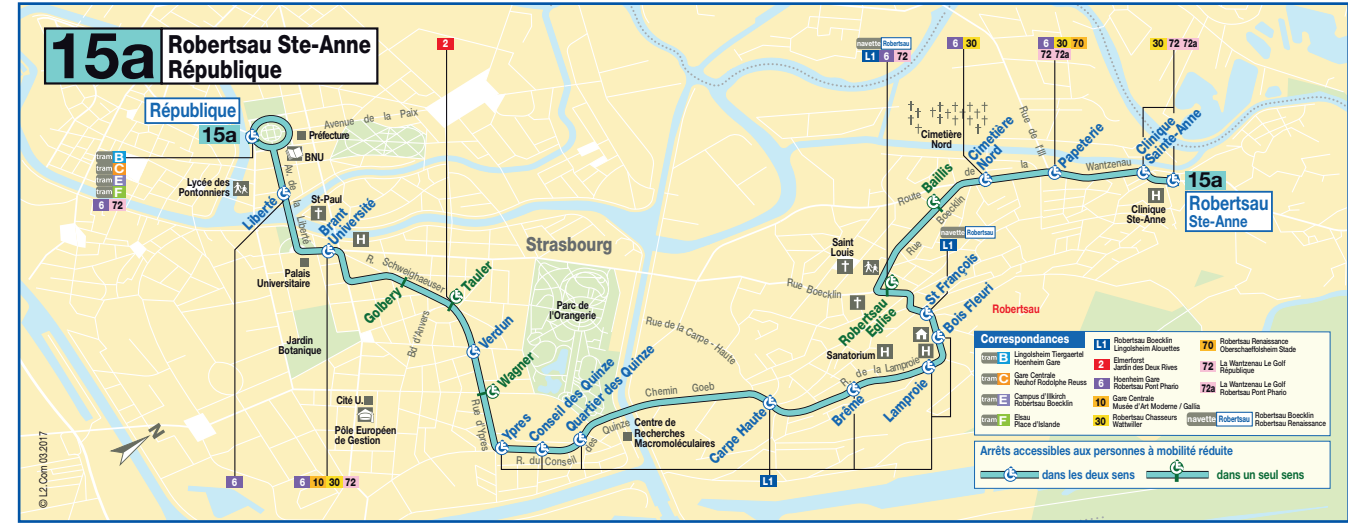 15a
Robertsau Ste-Anne
République
République
15a
tram B
tram C
tram E
tram F
6 72
Avenue de la Paix
Préfecture
BNU
Lycée des
Pontonniers
Av. de la Liberté
Liberté
St-Paul
Brant
Université
H
Palais
Universitaire
R. Schweighaeuser
Golbery
Tauler
2
Bd d'Anvers
Verdun
Wagner
Jardin
Botanique
Cité U.
Pôle Européen
de Gestion
N
© L2.Com 03.2017
6
6 10 30 72
Strasbourg
Parc de
l'Orangerie
Rue d'Ypres
Ypres
Conseil des Quinze
Quartier des Quinze
R. du Conseil des Quinze
Centre de
Recherches
Macromoléculaires
Chemin Goeb
Rue de la Carpe - Haute
Carpe Haute
L1
Brême
R. de la Lamproie
Lamproie
Sanatorium H
H
Bois Fleuri
St François
navette Robertsau
L1
Robertsau
Robertsau
Eglise
Rue Boecklin
Saint
Louis
Rue Boecklin
navette Robertsau
L1 6 72
Baillis
Route de la Wantzenau
Cimetière
Nord
Cimetière
Nord
6 30
Rue de l'Ill
Papeterie
6 30 70
72 72a
Clinique
Sainte-Anne
30 72 72a
H
Clinique
Ste-Anne
15a
Robertsau
Ste-Anne
Correspondances
tram B Lingolsheim Tiergaertel
Hoenheim Gare
tram C Gare Centrale
Neuhof Rodolphe Reuss
tram E Campus d'Illkirch
Robertsau Boecklin
tram F Elsau
Place d'Islande
L1 Robertsau Boecklin
Lingolsheim Alouettes
2 Elmerforst
Jardin des Deux Rives
6 Hoenheim Gare
Robertsau Pont Phario
10 Gare Centrale
Musée d'Art Moderne / Gallia
30 Robertsau Chasseurs
Wattwiller
70 Robertsau Renaissance
Oberschaeffolsheim Stade
72 La Wantzenau Le Golf
République
72a La Wantzenau Le Golf
Robertsau Pont Phario
navette Robertsau Robertsau Boecklin
Robertsau Renaissance
Arrêts accessibles aux personnes à mobilité réduite
dans les deux sens
dans un seul sens